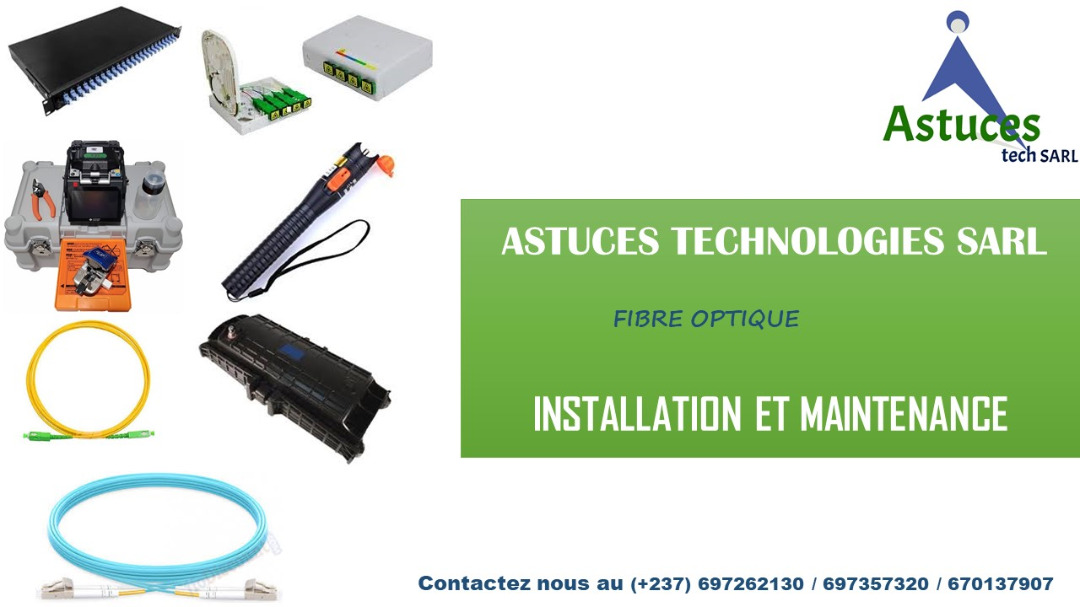 Astuces
tech SARL
ASTUCES TECHNOLOGIES SARL
FIBRE OPTIQUE
INSTALLATION ET MAINTENANCE
Contactez nous au (+237) 697262130 / 697357320 / 670137907